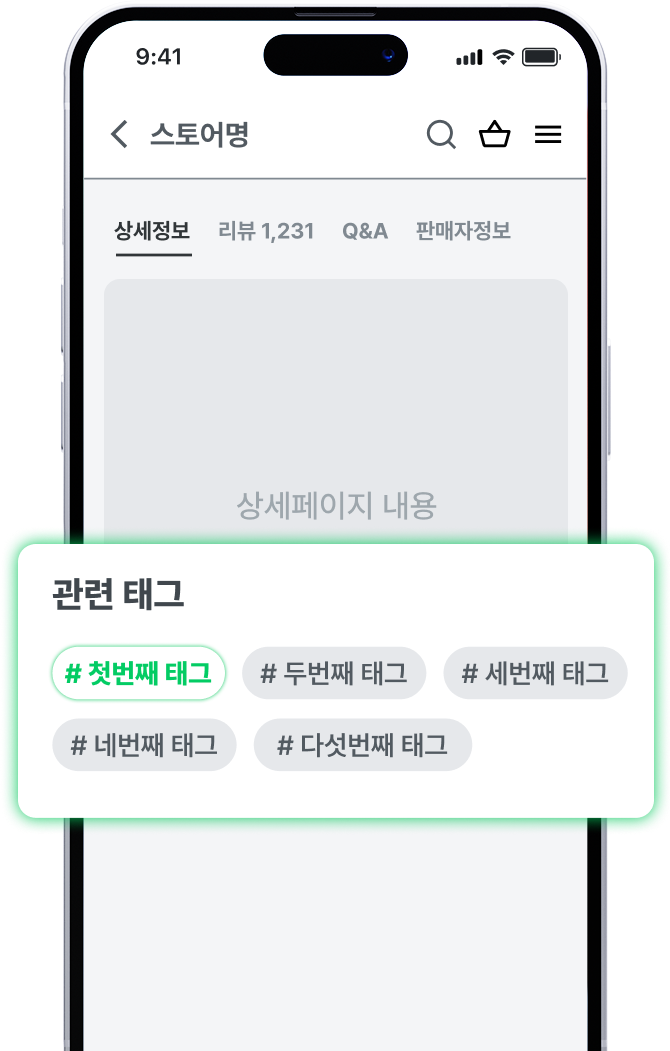 9:41
스토어명
상세정보 리뷰 1,231 Q&A 판매자정보
상세페이지 내용
관련 태그
# 첫번째 태그 # 두번째 태그 # 세번째 태그
# 네번째 태그 # 다섯번째 태그